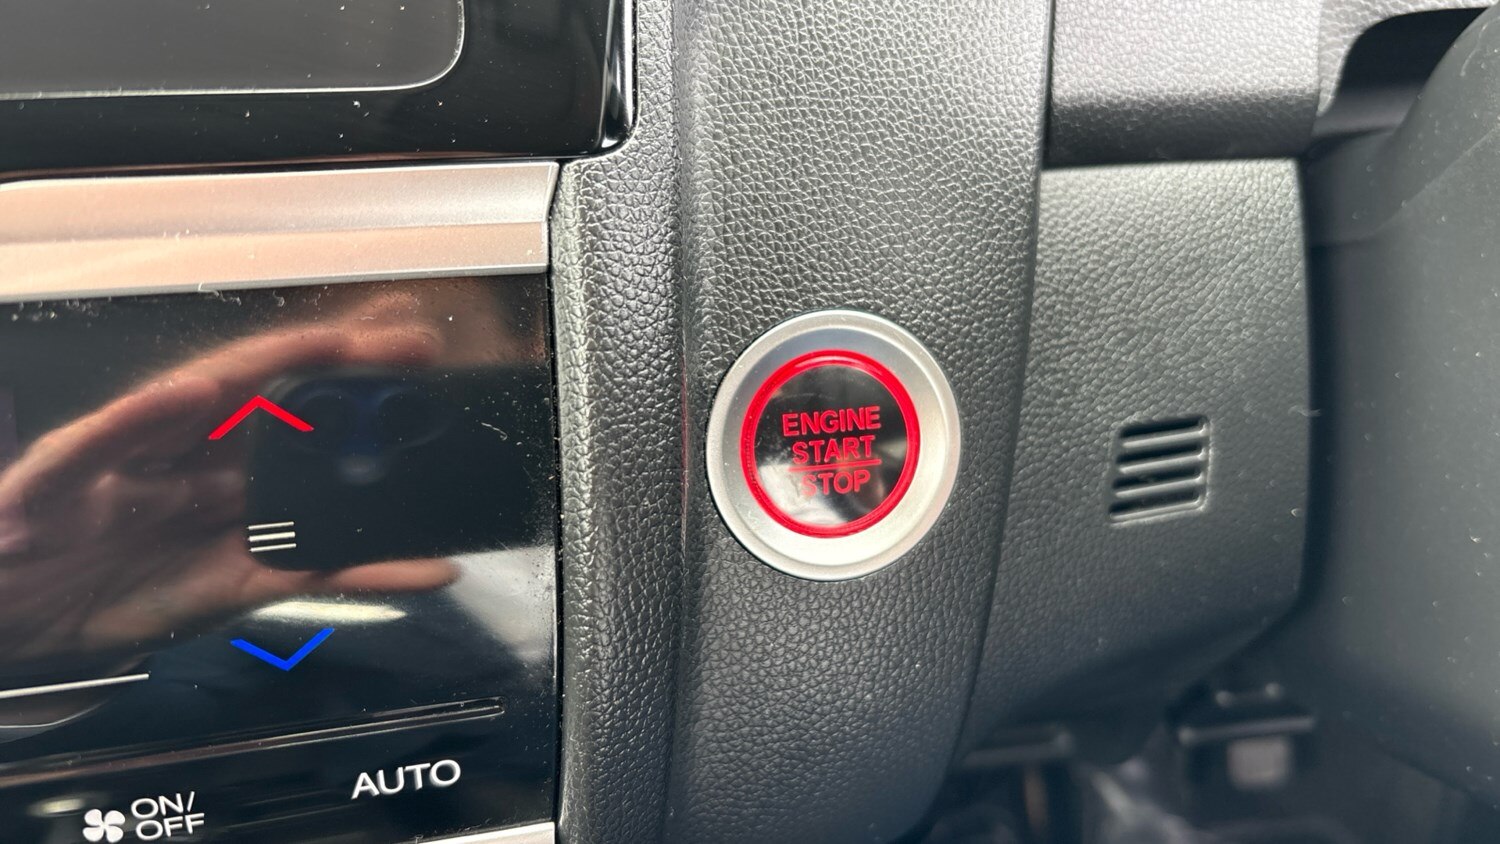 ENGINE
START
STOP
AUTO
ON/
OFF